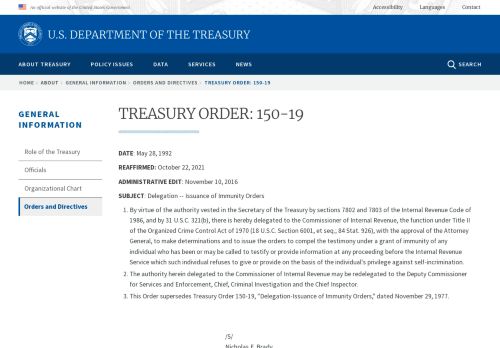 An official website of the United States Government
Accessibility Languages Contact
U.S. DEPARTMENT OF THE TREASURY
ABOUT TREASURY POLICY ISSUES DATA SERVICES NEWS SEARCH
HOME › ABOUT › GENERAL INFORMATION › ORDERS AND DIRECTIVES › TREASURY ORDER: 150-19
GENERAL
INFORMATION
Role of the Treasury
Officials
Organizational Chart
Orders and Directives
TREASURY ORDER: 150-19
DATE: May 28, 1992
REAFFIRMED: October 22, 2021
ADMINISTRATIVE EDIT: November 10, 2016
SUBJECT: Delegation -- Issuance of Immunity Orders
1. By virtue of the authority vested in the Secretary of the Treasury by sections 7802 and 7803 of the Internal Revenue Code of
1986, and by 31 U.S.C. 321(b), there is hereby delegated to the Commissioner of Internal Revenue, the function under Title II
of the Organized Crime Control Act of 1970 (18 U.S.C. Section 6001, et seq., 84 Stat. 926), with the approval of the Attorney
General, to make determinations and to issue the orders to compel the testimony under a grant of immunity of any
individual who has been or may be called to testify or provide information at any proceeding before the Internal Revenue
Service which such individual refuses to give or provide on the basis of the individual's privilege against self-incrimination.
2. The authority herein delegated to the Commissioner of Internal Revenue may be redelegated to the Deputy Commissioner
for Services and Enforcement, Chief, Criminal Investigation and the Chief Inspector.
3. This Order supersedes Treasury Order 150-19, "Delegation-Issuance of Immunity Orders," dated November 29, 1977.
/S/
Nicholas F. Brady